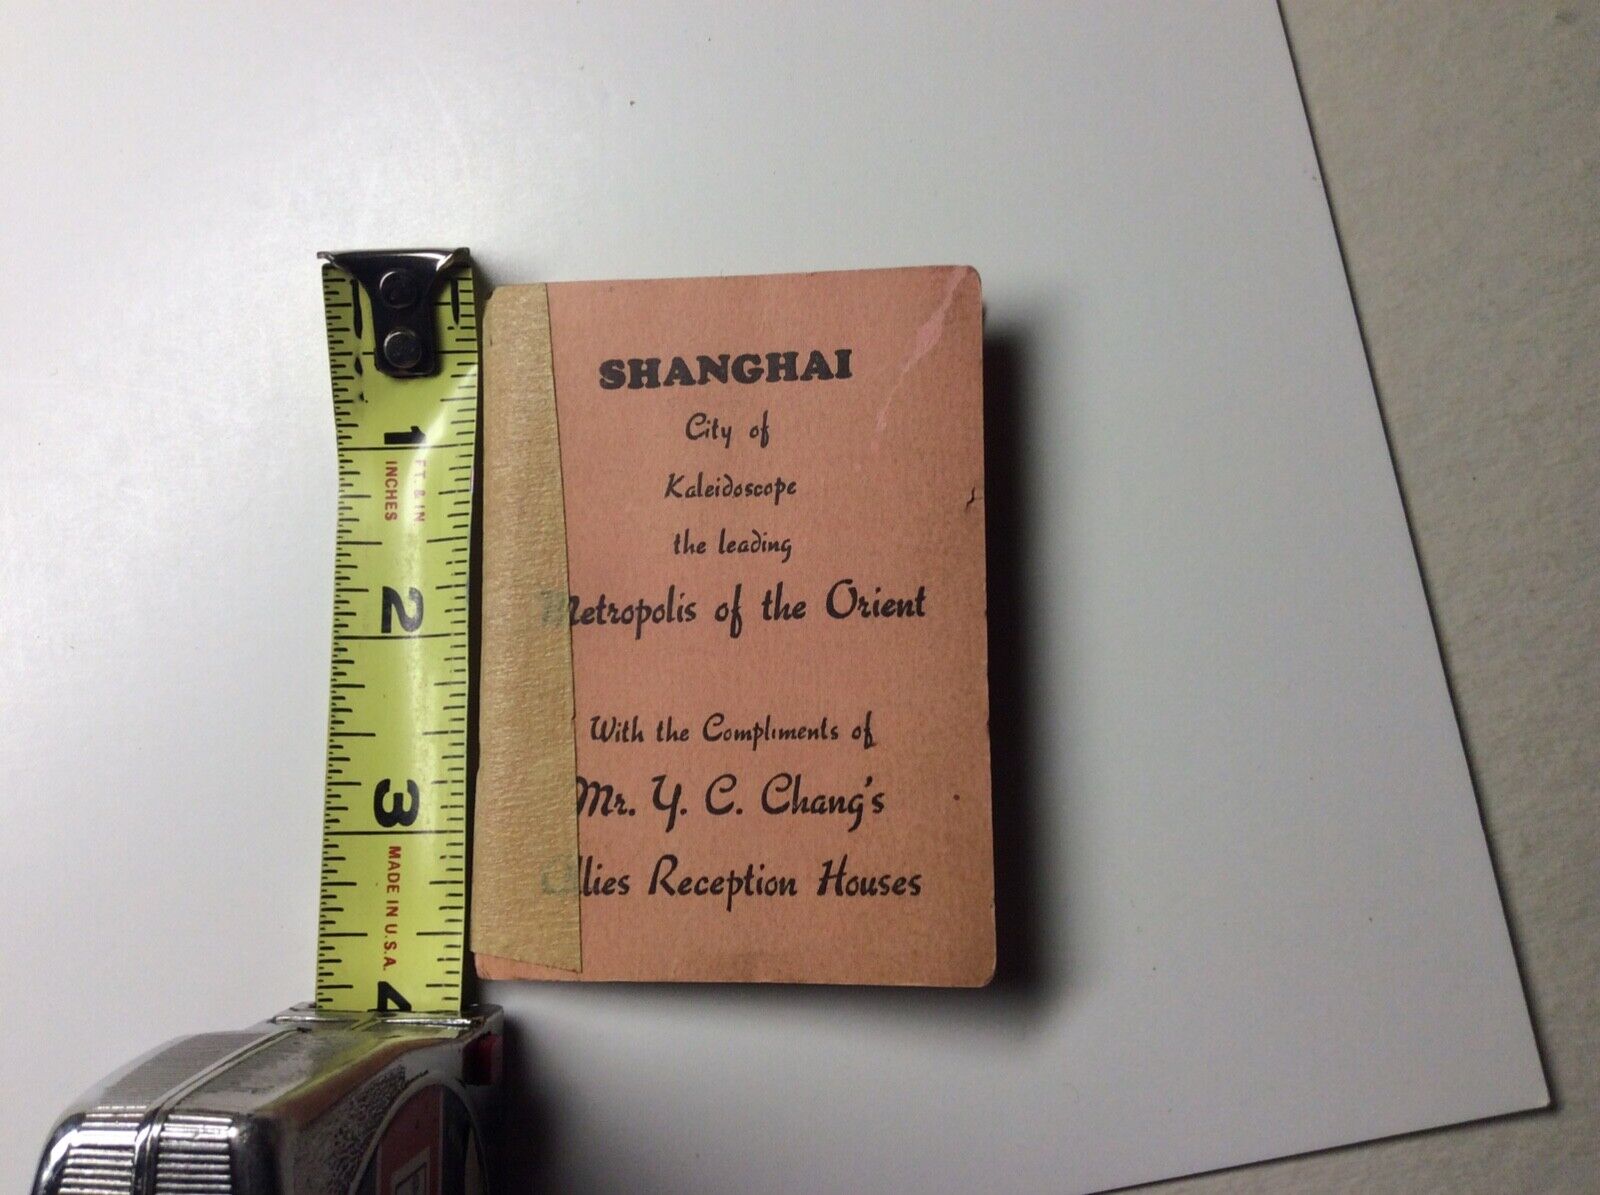 SHANGHAI
City of
Kaleidoscope
the leading
Metropolis of the Orient
With the Compliments of
Mr. Y. C. Chang's
Allies Reception Houses
1
FT. & IN
INCHES
2
3
MADE IN U.S.A.
4